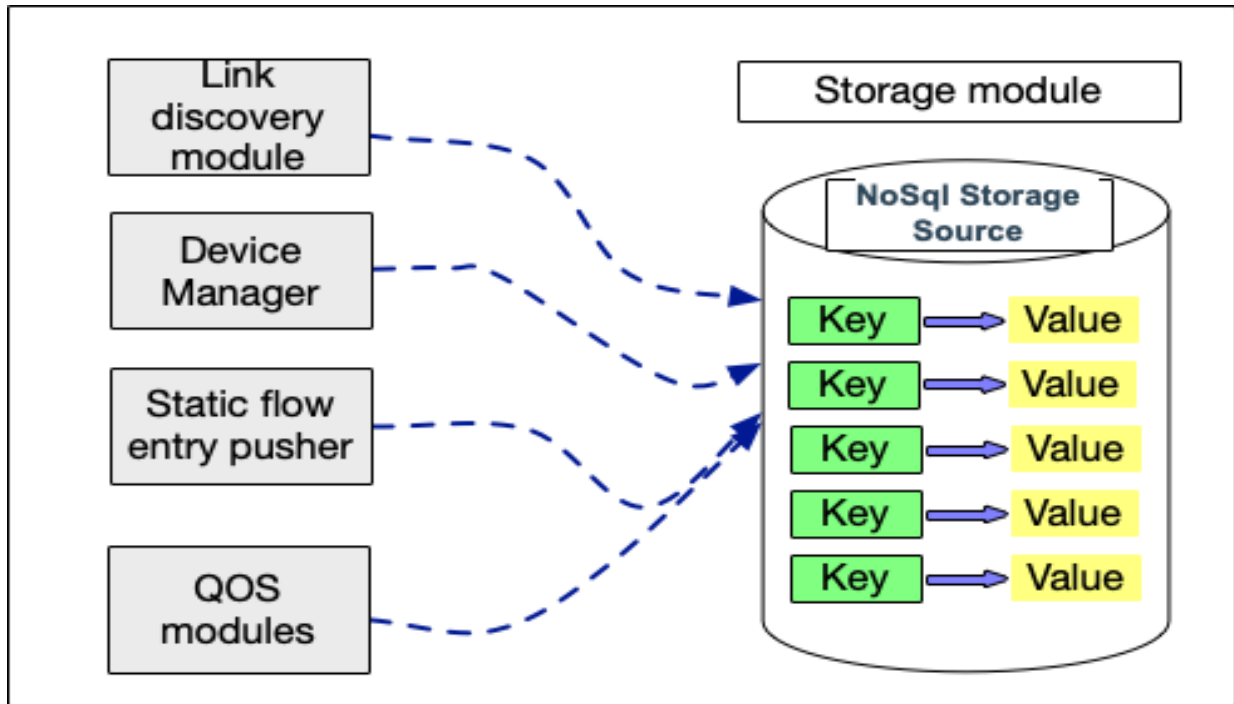 Link
discovery
module
Device
Manager
Static flow
entry pusher
QOS
modules
Storage module
NoSql Storage
Source
Key Value
Key Value
Key Value
Key Value
Key Value